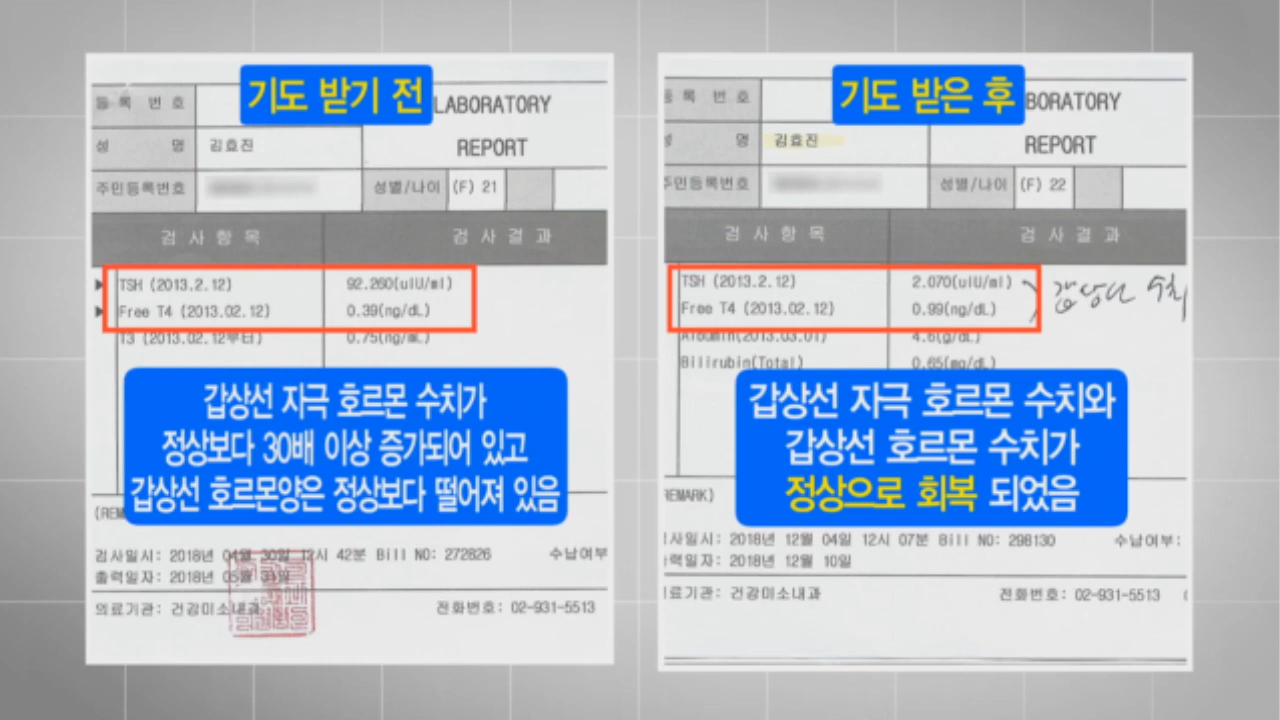 기도 받기 전
LABORATORY
등 록 번 호
성 명 김효진
REPORT
주민등록번호
성별/나이 (F) 21
검 사 항 목 검 사 결 과
TSH (2013.2.12) 92.260(uIU/ml)
Free T4 (2013.02.12) 0.39(ng/dL)
T3 (2013.02.12부터) 0.75(ng/mL)
갑상선 자극 호르몬 수치가
정상보다 30배 이상 증가되어 있고
갑상선 호르몬양은 정상보다 떨어져 있음
(REM
검사일시: 2018년 04월 30일 12시 42분 Bill NO: 272826 수납여부
출력일자: 2018년 05월 31일
의료기관: 건강미소내과 전화번호: 02-931-5513
기도 받은 후
BORATORY
록 번 호
명 김효진
REPORT
주민등록번호
성별/나이 (F) 22
검 사 항 목 검 사 결 과
TSH (2013.2.12) 2.070(uIU/ml)
Free T4 (2013.02.12) 0.99(ng/dL)
갑상선 수치
Albumin(2013.03.01) 4.6(g/dL)
Bilirubin(Total) 0.65(mg/dL)
갑상선 자극 호르몬 수치와
갑상선 호르몬 수치가
정상으로 회복 되었음
REMARK)
사일시: 2018년 12월 04일 12시 07분 Bill NO: 298130 수납여부:
력일자: 2018년 12월 10일
료기관: 건강미소내과 전화번호: 02-931-5513